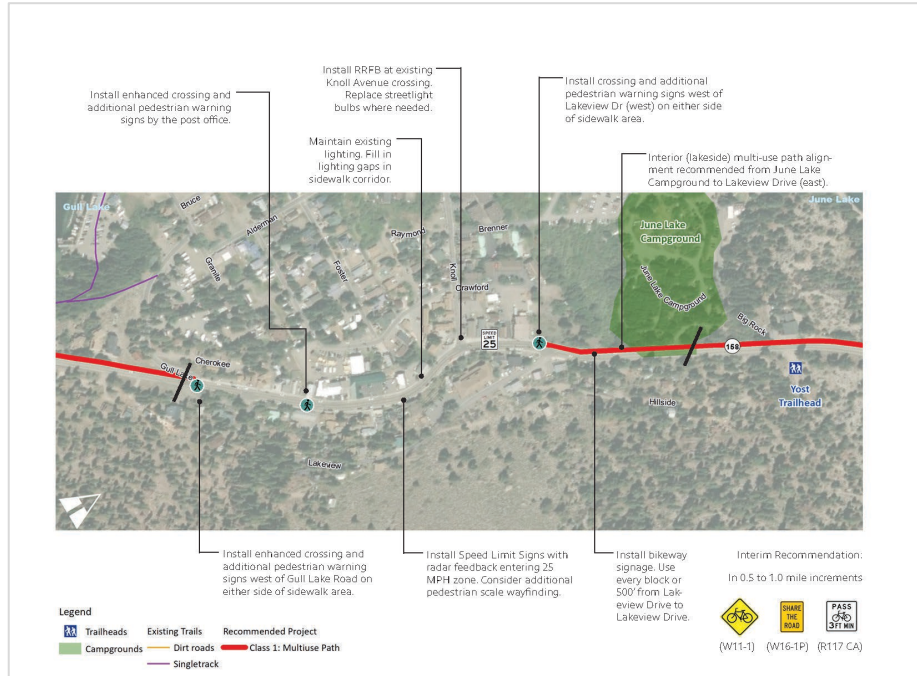 Install RRFB at existing
Knoll Avenue crossing.
Replace streetlight
bulbs where needed.
Install enhanced crossing and
additional pedestrian warning
signs by the post office.
Install crossing and additional
pedestrian warning signs west of
Lakeview Dr (west) on either side
of sidewalk area.
Maintain existing
lighting. Fill in
lighting gaps in
sidewalk corridor.
Interior (lakeside) multi-use path align-
ment recommended from June Lake
Campground to Lakeview Drive (east).
Gull Lake
Bruce
Alderman
Granite
Foster
Raymond
Brenner
Knoll
Crawford
June Lake
Campground
June Lake Campground
June Lake
Big Rock
SPEED
LIMIT
25
158
Cherokee
Gull Lake
Hillside
Yost
Trailhead
Lakeview
Install enhanced crossing and
additional pedestrian warning
signs west of Gull Lake Road on
either side of sidewalk area.
Install Speed Limit Signs with
radar feedback entering 25
MPH zone. Consider additional
pedestrian scale wayfinding.
Install bikeway
signage. Use
every block or
500' from Lak-
eview Drive to
Lakeview Drive.
Interim Recommendation:
In 0.5 to 1.0 mile increments
SHARE
THE
ROAD
PASS
3FT MIN
(W11-1) (W16-1P) (R117 CA)
Legend
Trailheads Existing Trails Recommended Project
Campgrounds Dirt roads Class 1: Multiuse Path
Singletrack